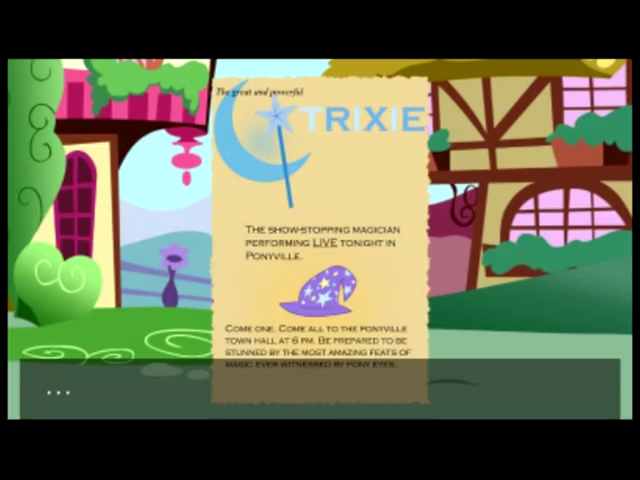 The great and powerful
TRIXIE
THE SHOW-STOPPING MAGICIAN
PERFORMING LIVE TONIGHT IN
PONYVILLE.
COME ONE. COME ALL TO THE PONYVILLE
TOWN HALL AT 6 PM. BE PREPARED TO BE
STUNNED BY THE MOST AMAZING FEATS OF
MAGIC EVER WITNESSED BY PONY EYES.
...